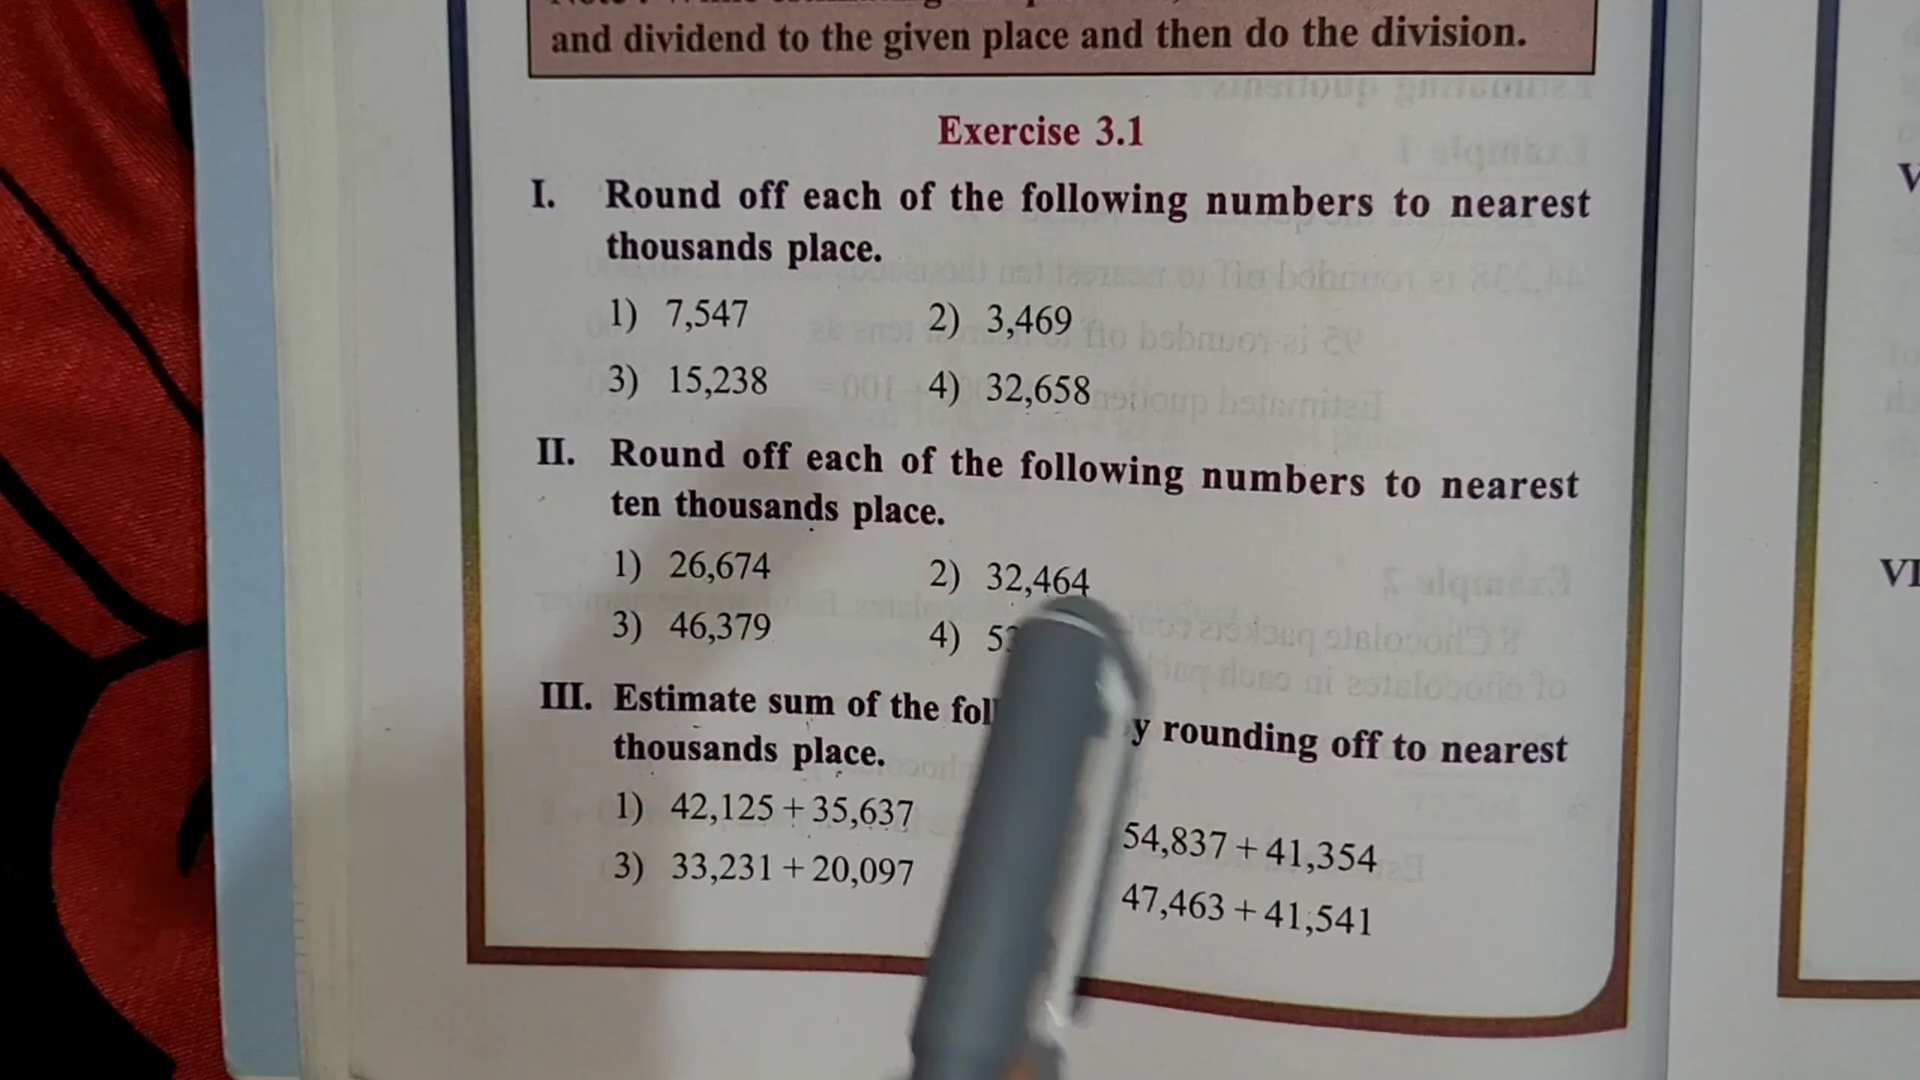 and dividend to the given place and then do the division.
Exercise 3.1
I. Round off each of the following numbers to nearest
thousands place.
1) 7,547 2) 3,469
3) 15,238 4) 32,658
II. Round off each of the following numbers to nearest
ten thousands place.
1) 26,674 2) 32,464
3) 46,379 4)
III. Estimate sum of the rounding off to nearest
thousands place.
1) 42,125 + 35,637 54,837 + 41,354
3) 33,231 + 20,097 47,463 + 41,541
VI